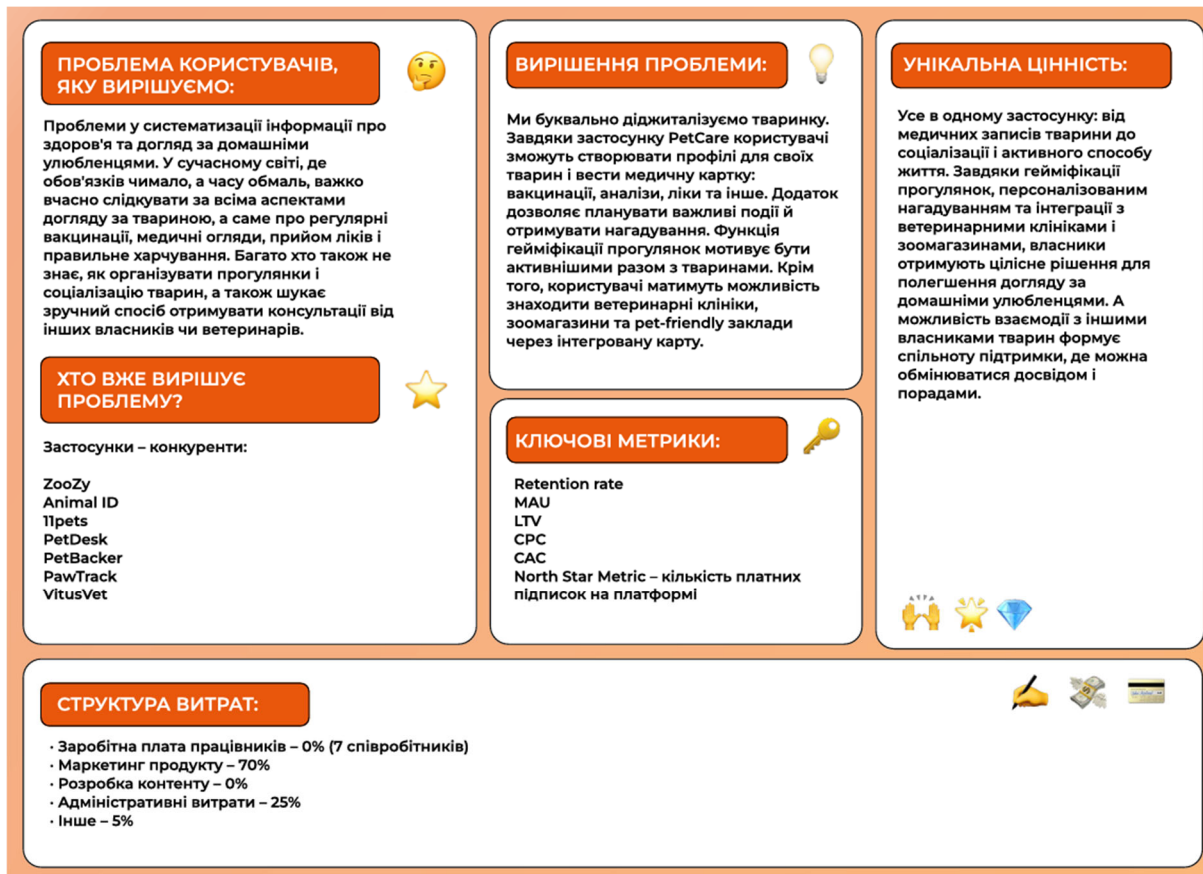 ПРОБЛЕМА КОРИСТУВАЧІВ,
ЯКУ ВИРІШУЄМО:
Проблеми у систематизації інформації про
здоров'я та догляд за домашніми
улюбленцями. У сучасному світі, де
обов'язків чимало, а часу обмаль, важко
вчасно слідкувати за всіма аспектами
догляду за твариною, а саме про регулярні
вакцинації, медичні огляди, прийом ліків і
правильне харчування. Багато хто також не
знає, як організувати прогулянки і
соціалізацію тварин, а також шукає
зручний спосіб отримувати консультації від
інших власників чи ветеринарів.
ХТО ВЖЕ ВИРІШУЄ
ПРОБЛЕМУ?
Застосунки – конкуренти:
ZooZy
Animal ID
11pets
PetDesk
PetBacker
PawTrack
VitusVet
ВИРІШЕННЯ ПРОБЛЕМИ:
Ми буквально діджиталізуємо тваринку.
Завдяки застосунку PetCare користувачі
зможуть створювати профілі для своїх
тварин і вести медичну картку:
вакцинації, аналізи, ліки та інше. Додаток
дозволяє планувати важливі події й
отримувати нагадування. Функція
гейміфікації прогулянок мотивує бути
активнішими разом з тваринами. Крім
того, користувачі матимуть можливість
знаходити ветеринарні клініки,
зоомагазини та pet-friendly заклади
через інтегровану карту.
КЛЮЧОВІ МЕТРИКИ:
Retention rate
MAU
LTV
CPC
CAC
North Star Metric – кількість платних
підписок на платформі
УНІКАЛЬНА ЦІННІСТЬ:
Усе в одному застосунку: від
медичних записів тварини до
соціалізації і активного способу
життя. Завдяки гейміфікації
прогулянок, персоналізованим
нагадуванням та інтеграції з
ветеринарними клініками і
зоомагазинами, власники
отримують цілісне рішення для
полегшення догляду за
домашніми улюбленцями. А
можливість взаємодії з іншими
власниками тварин формує
спільноту підтримки, де можна
обмінюватися досвідом і
порадами.
СТРУКТУРА ВИТРАТ:
· Заробітна плата працівників – 0% (7 співробітників)
· Маркетинг продукту – 70%
· Розробка контенту – 0%
· Адміністративні витрати – 25%
· Інше – 5%